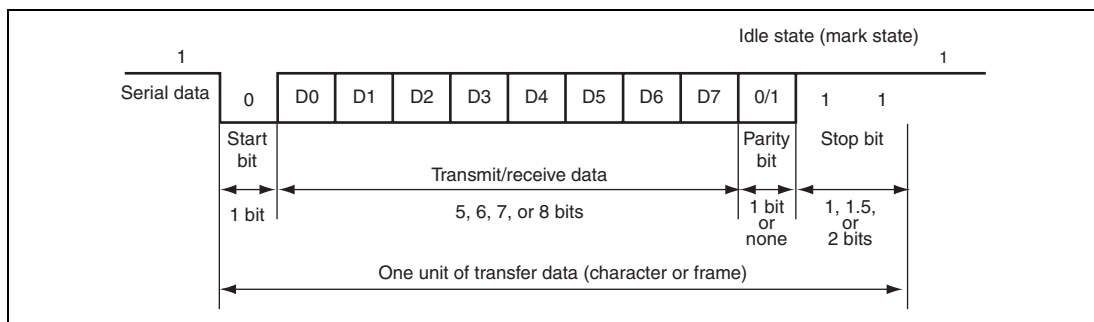 Idle state (mark state)
1
1
Serial data
0
D0
D1
D2
D3
D4
D5
D6
D7
0/1
1
1
Start
bit
Parity
bit
Stop bit
Transmit/receive data
1 bit
5, 6, 7, or 8 bits
1 bit
or
none
1, 1.5,
or
2 bits
One unit of transfer data (character or frame)